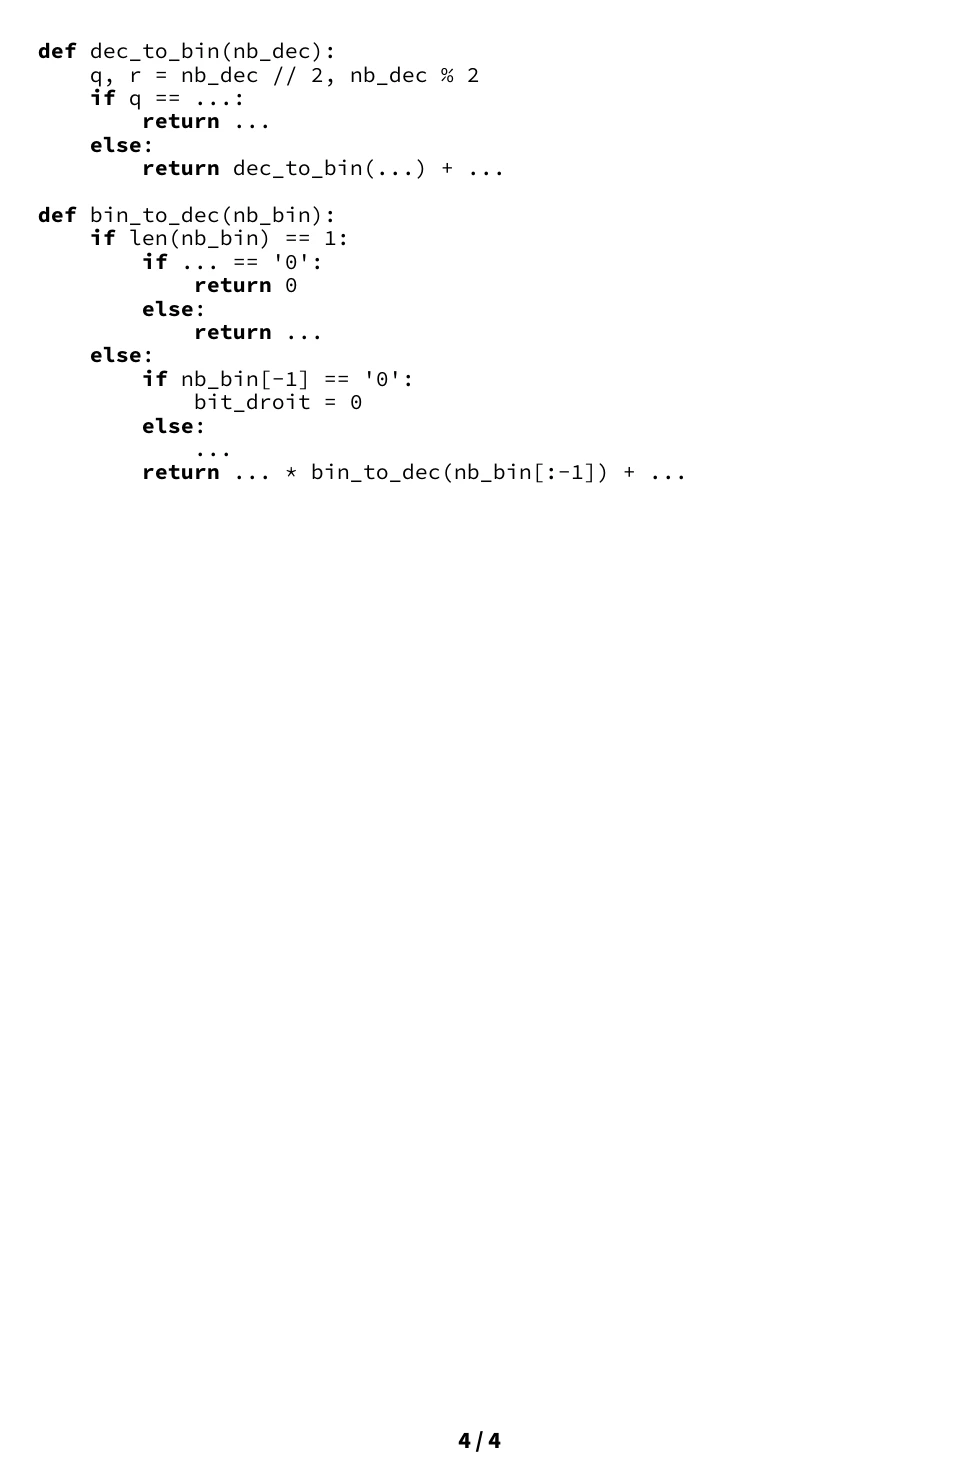 def dec_to_bin(nb_dec):
    q, r = nb_dec // 2, nb_dec % 2
    if q == ...:
        return ...
    else:
        return dec_to_bin(...) + ...

def bin_to_dec(nb_bin):
    if len(nb_bin) == 1:
        if ... == '0':
            return 0
        else:
            return ...
    else:
        if nb_bin[-1] == '0':
            bit_droit = 0
        else:
            ...
        return ... * bin_to_dec(nb_bin[:-1]) + ...
4 / 4